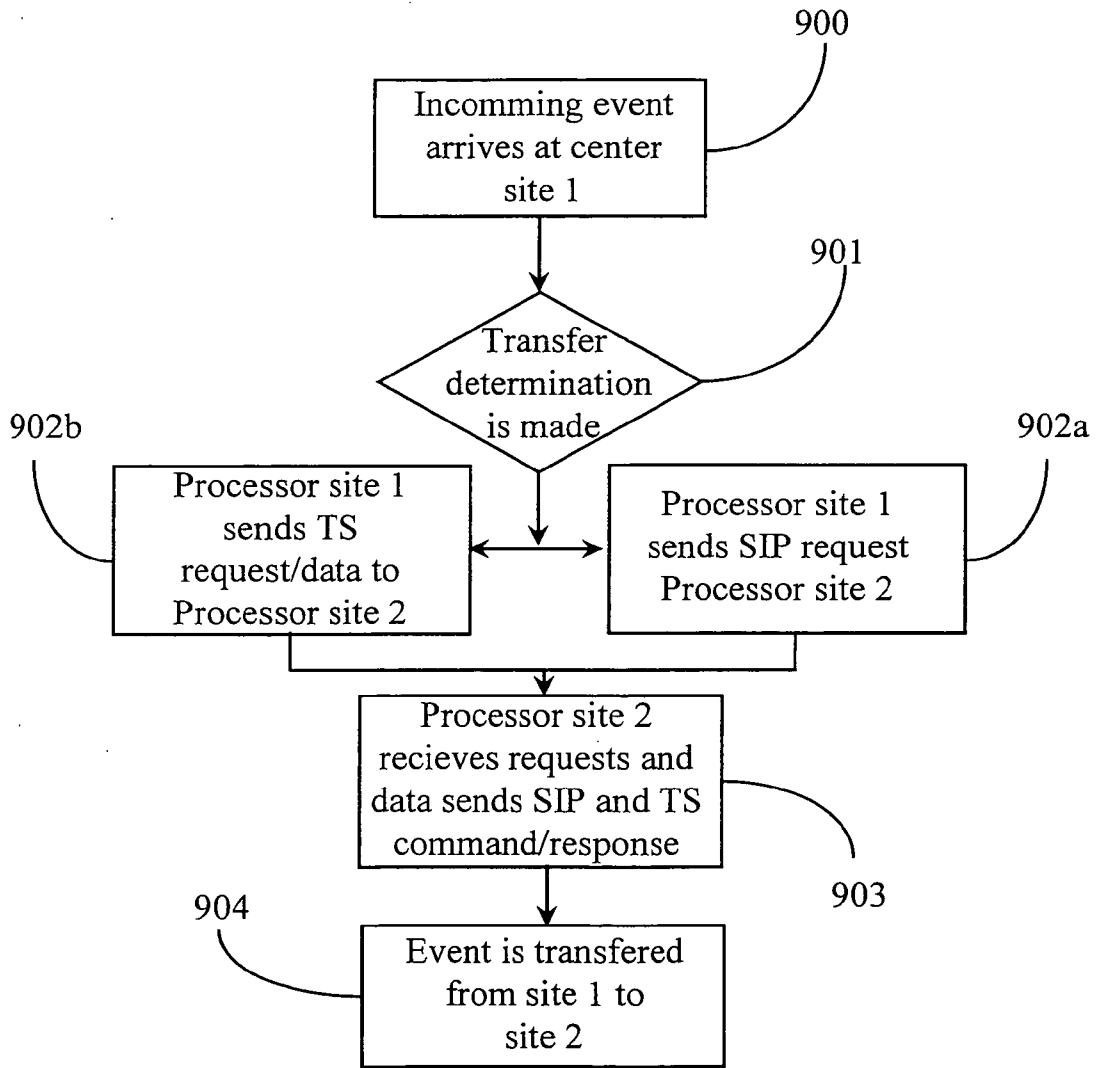 900
Incomming event
arrives at center
site 1
901
Transfer
determination
is made
902b
902a
Processor site 1
sends TS
request/data to
Processor site 2
Processor site 1
sends SIP request
Processor site 2
Processor site 2
recieves requests and
data sends SIP and TS
command/response
903
904
Event is transfered
from site 1 to
site 2